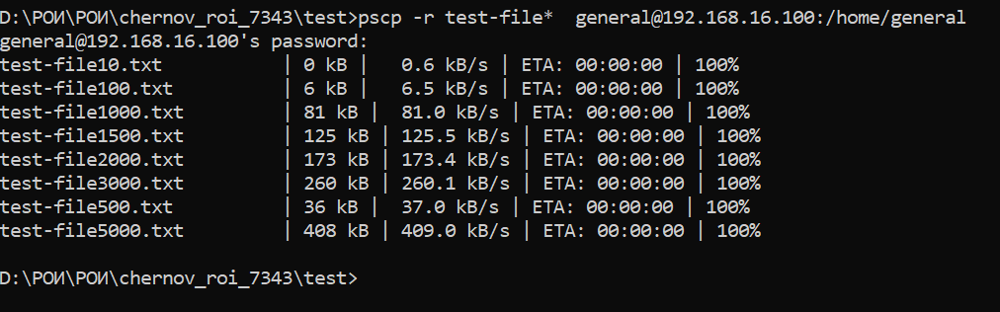 D:\РОИ\РОИ\chernov_roi_7343\test>pscp -r test-file*  general@192.168.16.100:/home/general
general@192.168.16.100's password:
test-file10.txt           | 0 kB |   0.6 kB/s | ETA: 00:00:00 | 100%
test-file100.txt          | 6 kB |   6.5 kB/s | ETA: 00:00:00 | 100%
test-file1000.txt         | 81 kB |  81.0 kB/s | ETA: 00:00:00 | 100%
test-file1500.txt         | 125 kB | 125.5 kB/s | ETA: 00:00:00 | 100%
test-file2000.txt         | 173 kB | 173.4 kB/s | ETA: 00:00:00 | 100%
test-file3000.txt         | 260 kB | 260.1 kB/s | ETA: 00:00:00 | 100%
test-file500.txt          | 36 kB |  37.0 kB/s | ETA: 00:00:00 | 100%
test-file5000.txt         | 408 kB | 409.0 kB/s | ETA: 00:00:00 | 100%
D:\РОИ\РОИ\chernov_roi_7343\test>